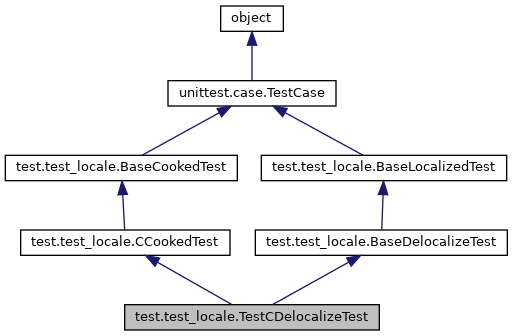 object
unittest.case.TestCase
test.test_locale.BaseCookedTest
test.test_locale.BaseLocalizedTest
test.test_locale.CCookedTest
test.test_locale.BaseDelocalizeTest
test.test_locale.TestCDelocalizeTest